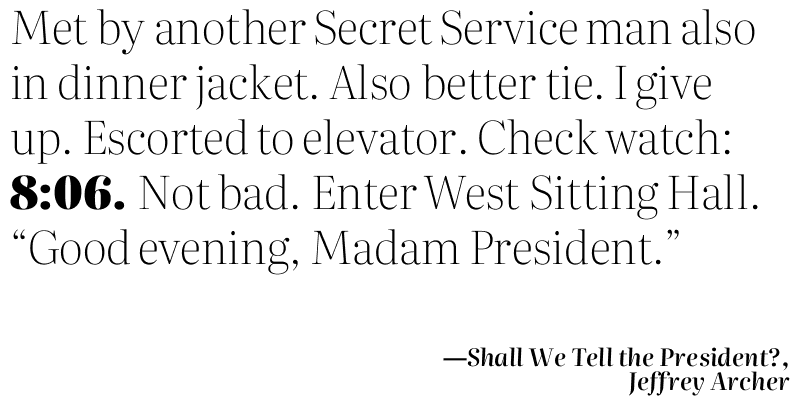 Met by another Secret Service man also
in dinner jacket. Also better tie. I give
up. Escorted to elevator. Check watch:
8:06. Not bad. Enter West Sitting Hall.
“Good evening, Madam President.”
—Shall We Tell the President?,
Jeffrey Archer